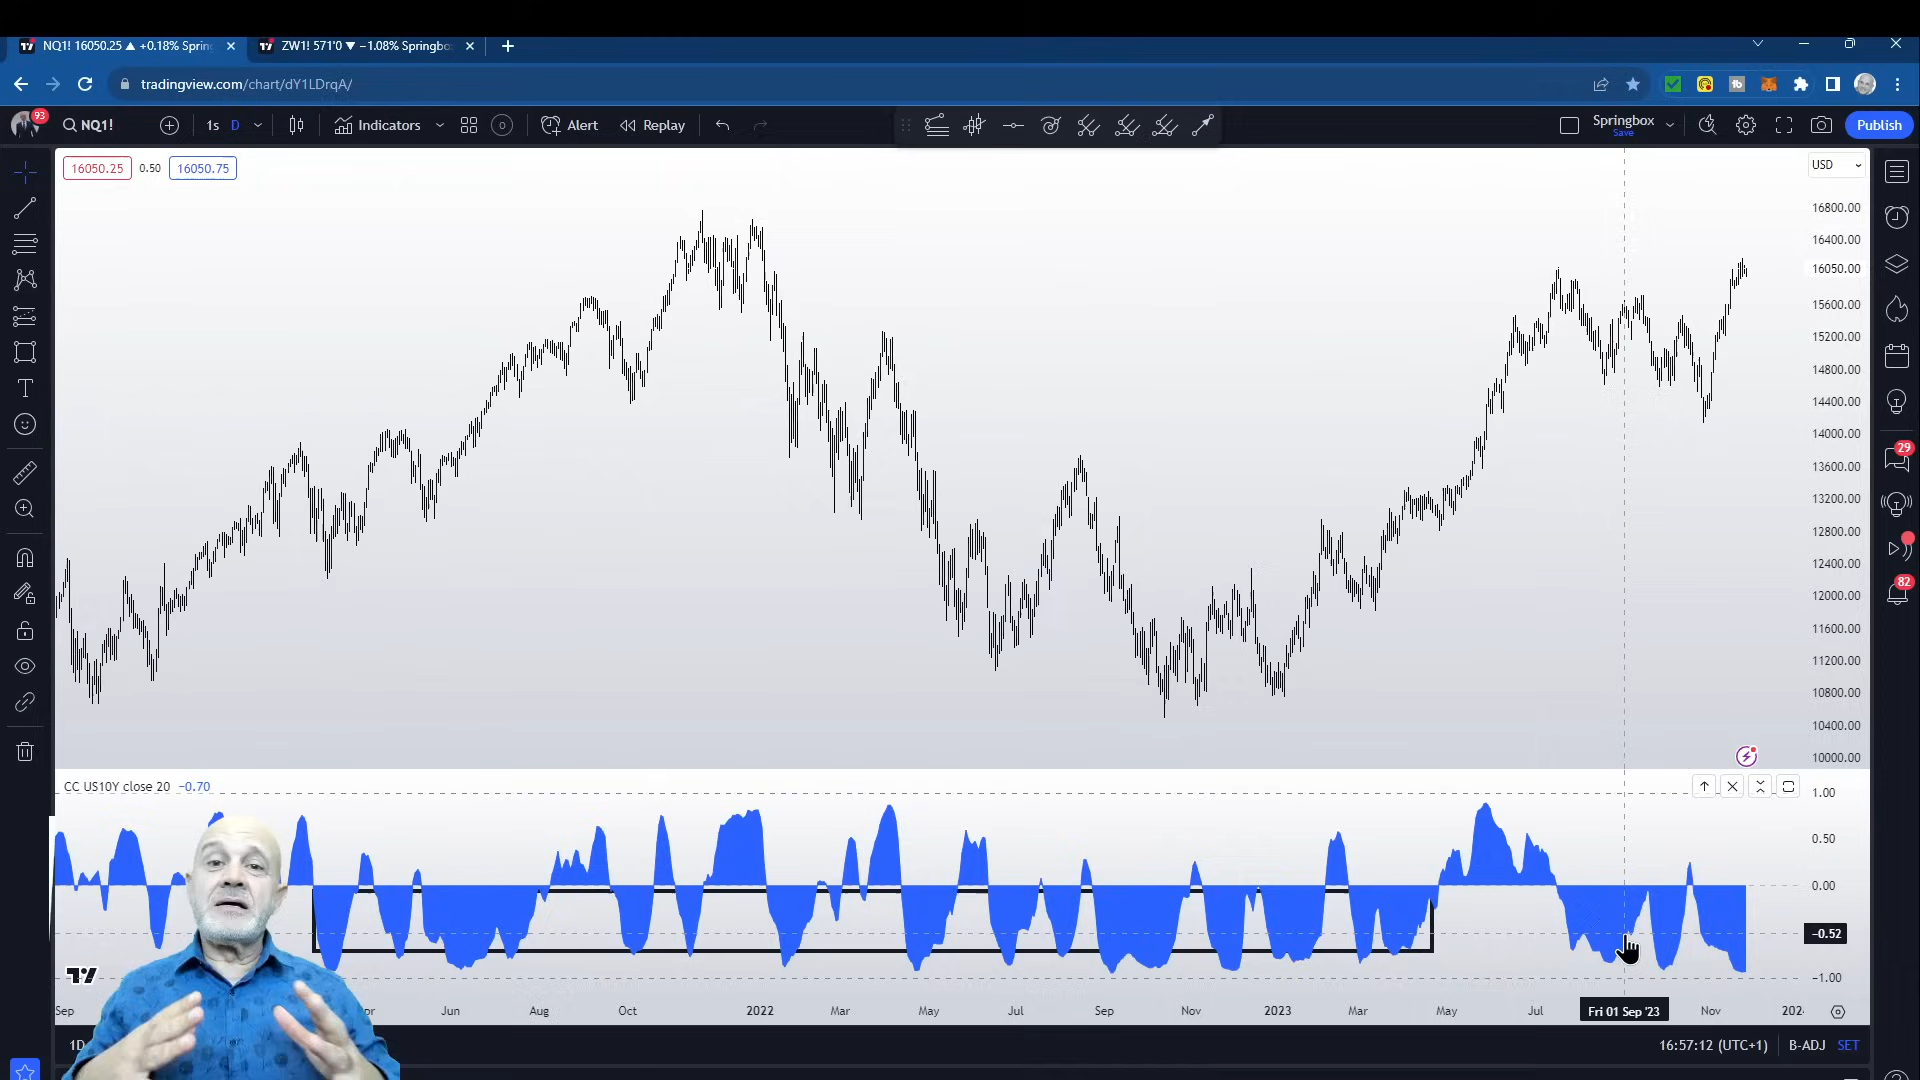 NQ1! 16050.25 ▲ +0.18% Spring
ZW1! 571'0 ▼ −1.08% Springbo
tradingview.com/chart/dY1LDrqA/
93
NQ1!
1s
D
Indicators
Alert
Replay
Springbox
Save
Publish
16050.25
0.50
16050.75
USD
16800.00
16400.00
16050.00
15600.00
15200.00
14800.00
14400.00
14000.00
13600.00
13200.00
12800.00
12400.00
12000.00
11600.00
11200.00
10800.00
10400.00
10000.00
29
82
CC US10Y close 20 −0.70
1.00
0.50
0.00
−0.52
−1.00
Sep
pr
Jun
Aug
Oct
2022
Mar
May
Jul
Sep
Nov
2023
Mar
May
Jul
Fri 01 Sep '23
Nov
202
1D
16:57:12 (UTC+1)
B-ADJ
SET